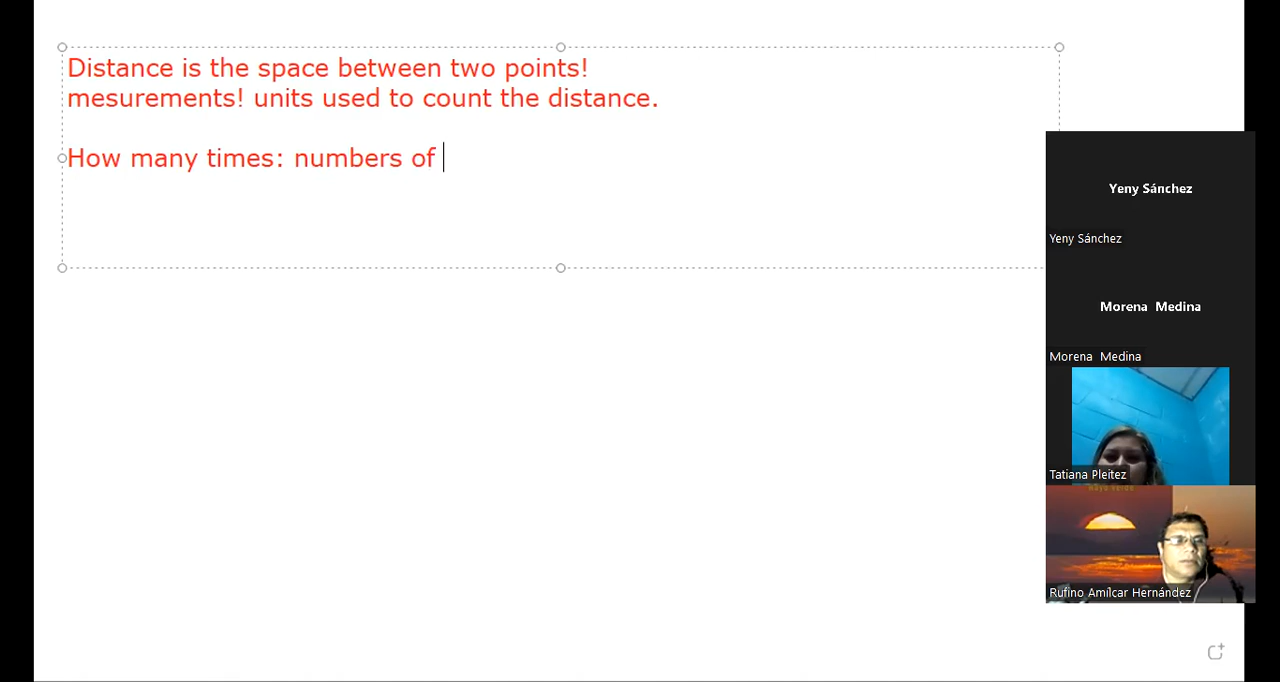 Distance is the space between two points!
mesurements! units used to count the distance.
How many times: numbers of
Yeny Sánchez
Yeny Sánchez
Morena Medina
Morena Medina
Tatiana Pleitez
Rufino Amílcar Hernández